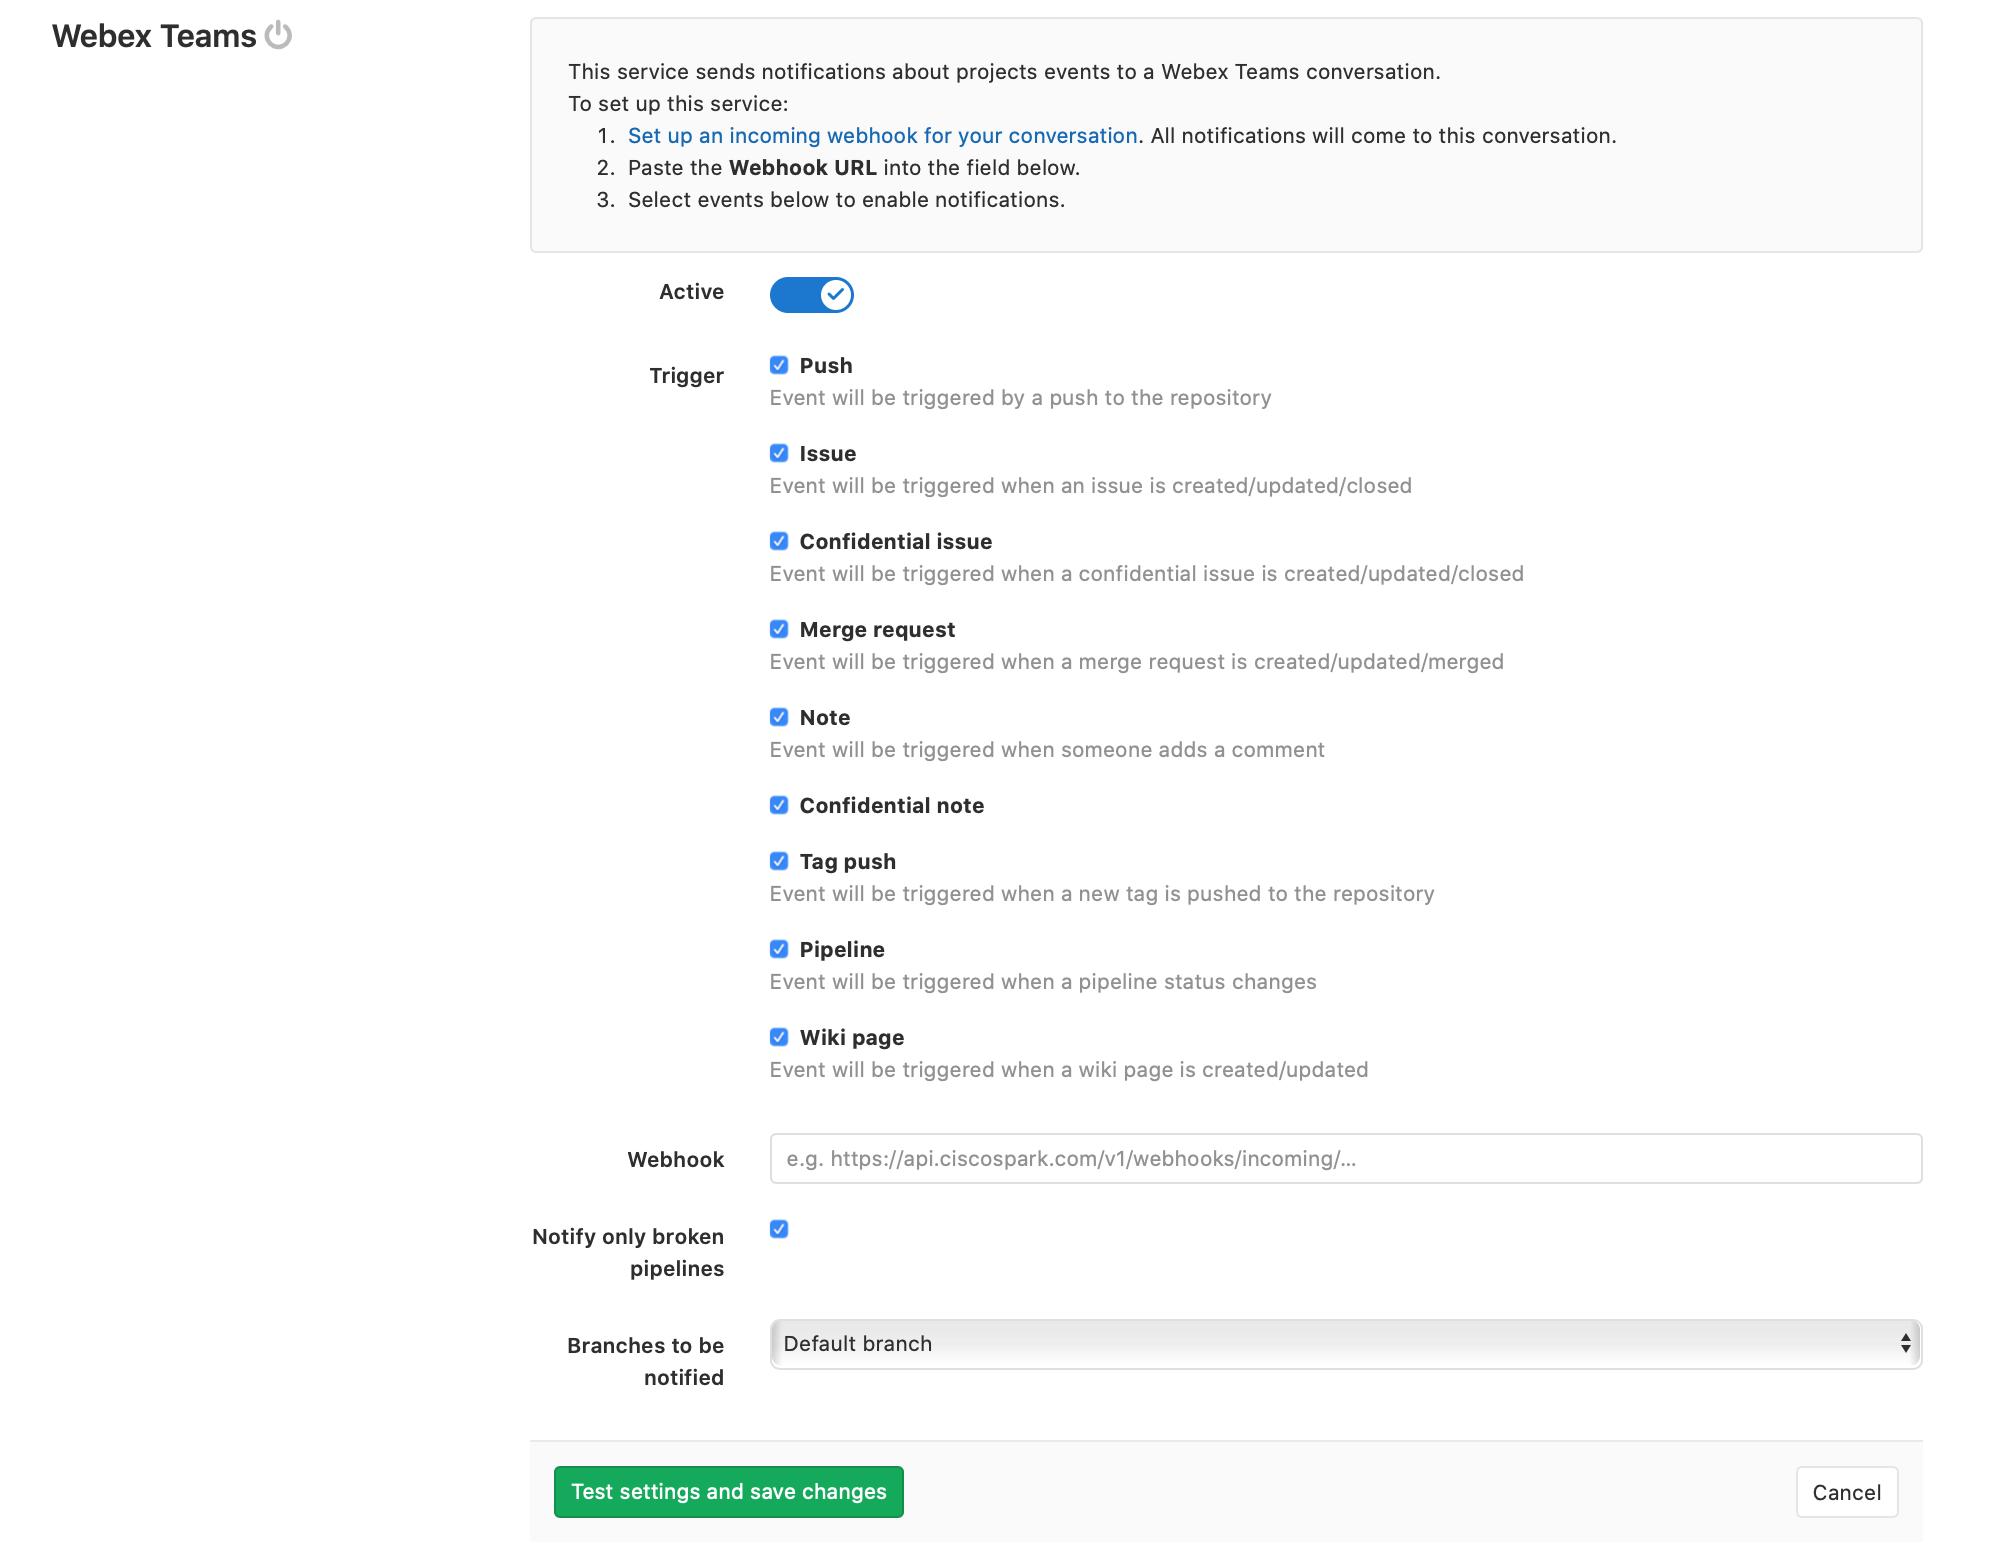 Webex Teams
This service sends notifications about projects events to a Webex Teams conversation.
To set up this service:
1. Set up an incoming webhook for your conversation. All notifications will come to this conversation.
2. Paste the Webhook URL into the field below.
3. Select events below to enable notifications.
Active
Trigger
Push
Event will be triggered by a push to the repository
Issue
Event will be triggered when an issue is created/updated/closed
Confidential issue
Event will be triggered when a confidential issue is created/updated/closed
Merge request
Event will be triggered when a merge request is created/updated/merged
Note
Event will be triggered when someone adds a comment
Confidential note
Tag push
Event will be triggered when a new tag is pushed to the repository
Pipeline
Event will be triggered when a pipeline status changes
Wiki page
Event will be triggered when a wiki page is created/updated
Webhook
e.g. https://api.ciscospark.com/v1/webhooks/incoming/...
Notify only broken
pipelines
Branches to be
notified
Default branch
Test settings and save changes
Cancel